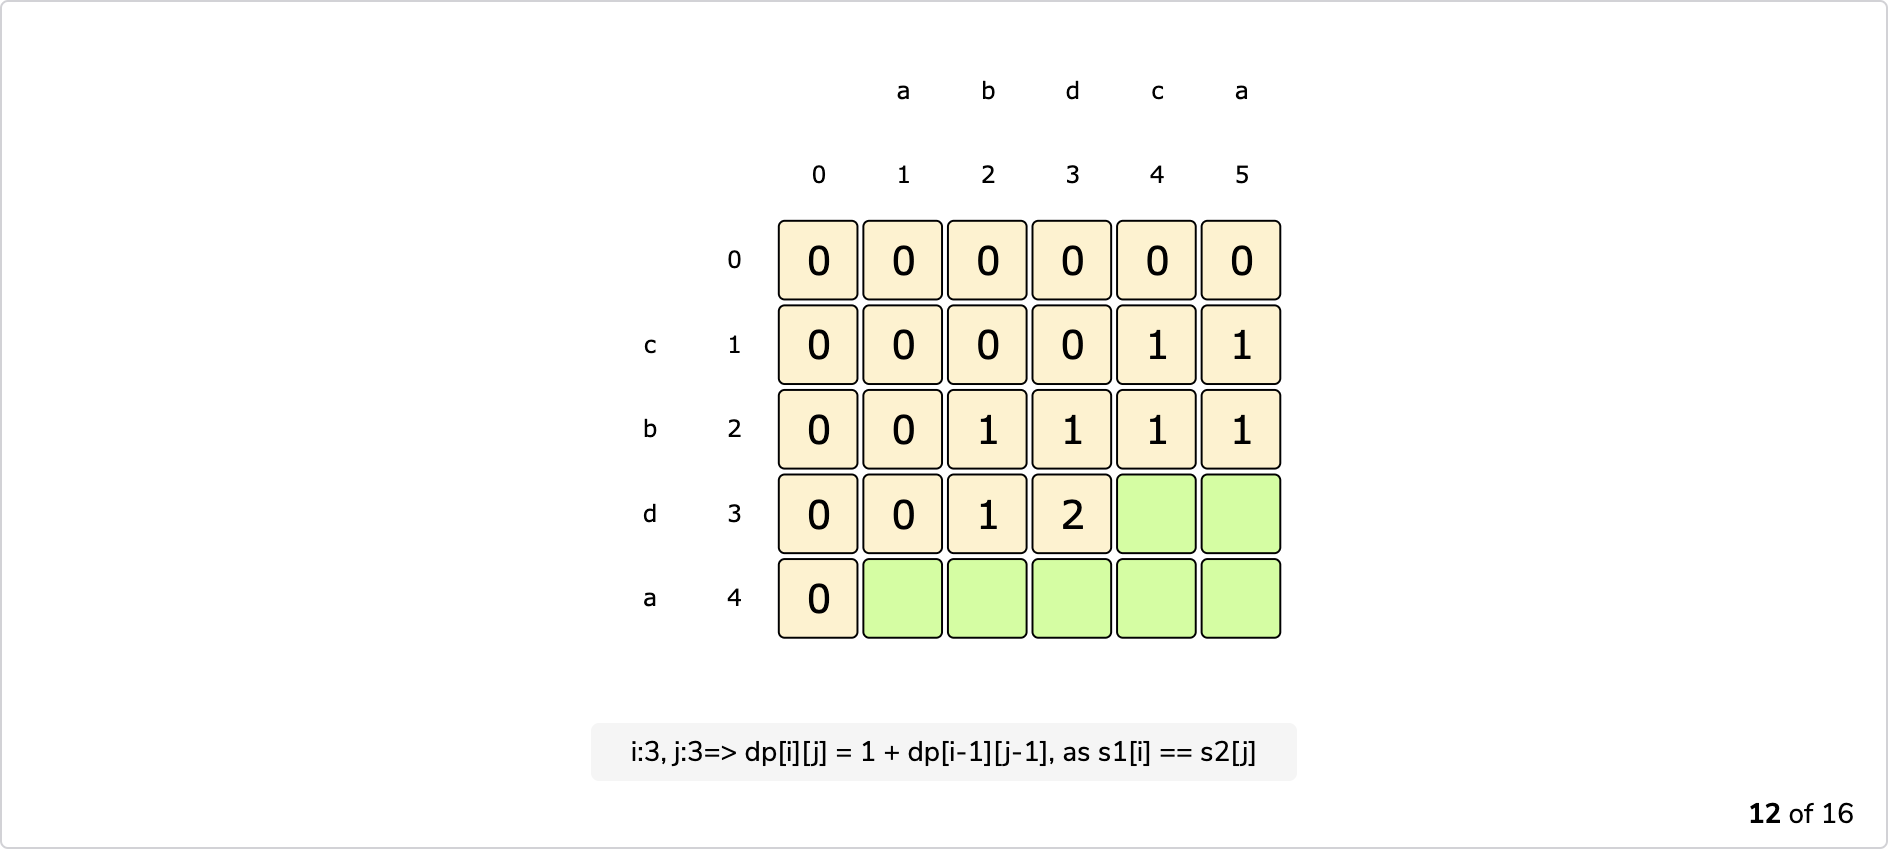 a b d c a
0 1 2 3 4 5
0 0 0 0 0 0 0
c 1 0 0 0 0 1 1
b 2 0 0 1 1 1 1
d 3 0 0 1 2
a 4 0
i:3, j:3=> dp[i][j] = 1 + dp[i-1][j-1], as s1[i] == s2[j]
12 of 16